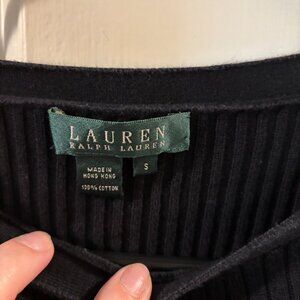 LAUREN
RALPH LAUREN
MADE IN
HONG KONG
100% COTTON
S